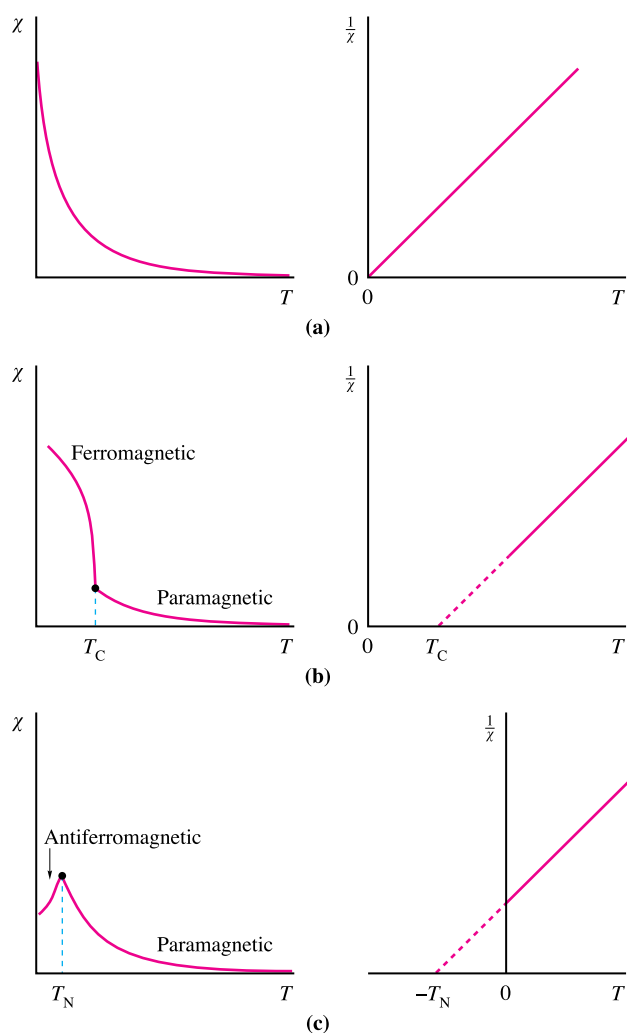 χ
T
1/χ
0
0
T
(a)
χ
Ferromagnetic
Paramagnetic
T_C
T
1/χ
0
0
T_C
T
(b)
χ
Antiferromagnetic
Paramagnetic
T_N
T
1/χ
−T_N
0
T
(c)